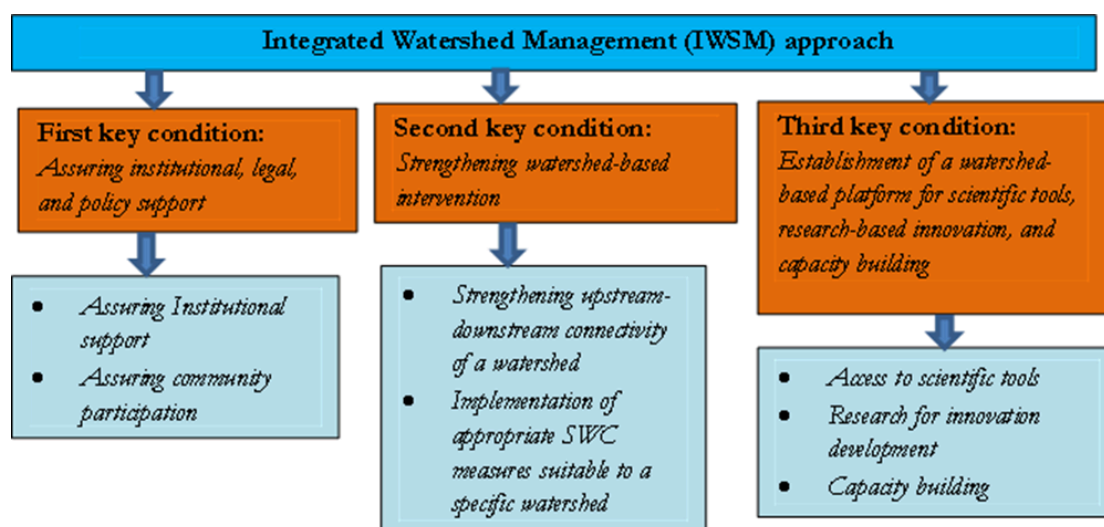 Integrated Watershed Management (IWSM) approach
First key condition:
Assuring institutional, legal,
and policy support
• Assuring Institutional
support
• Assuring community
participation
Second key condition:
Strengthening watershed-based
intervention
• Strengthening upstream-
downstream connectivity
of a watershed
• Implementation of
appropriate SWC
measures suitable to a
specific watershed
Third key condition:
Establishment of a watershed-
based platform for scientific tools,
research-based innovation, and
capacity building
• Access to scientific tools
• Research for innovation
development
• Capacity building